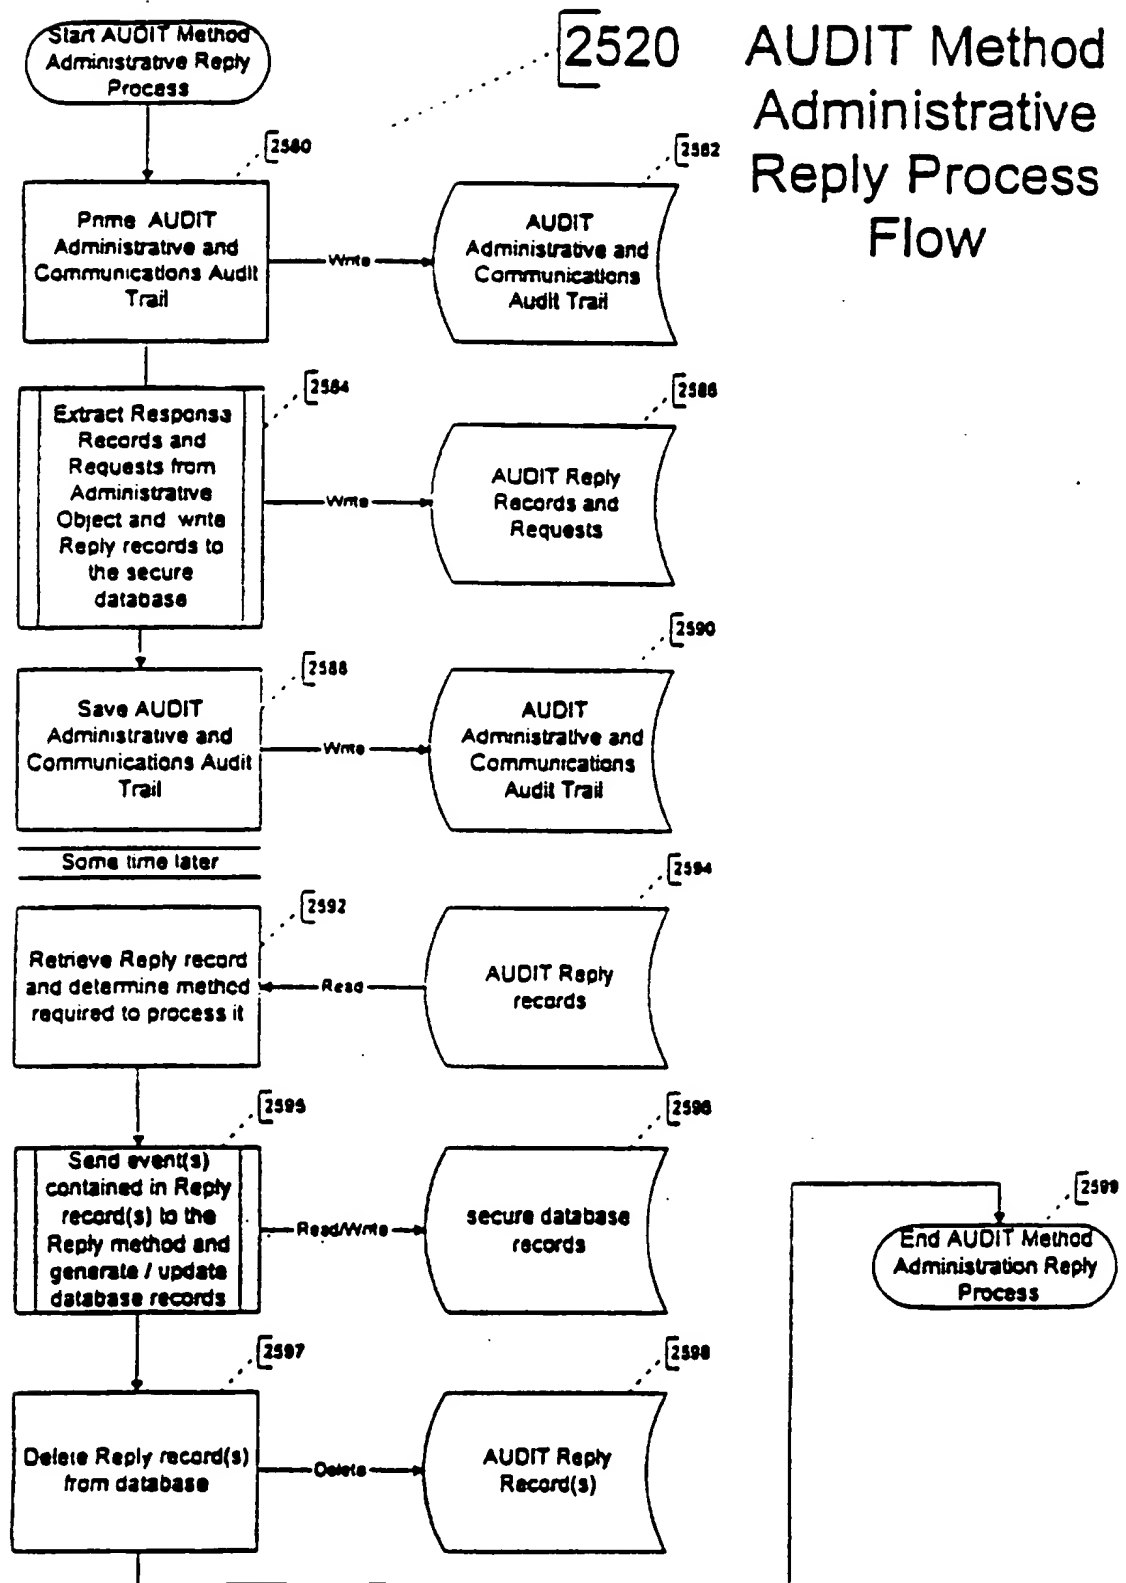 Start AUDIT Method
Administrative Reply
Process
2520
AUDIT Method
Administrative
Reply Process
Flow
2580
2582
Prime AUDIT
Administrative and
Communications Audit
Trail
Write
AUDIT
Administrative and
Communications
Audit Trail
2584
2586
Extract Response
Records and
Requests from
Administrative
Object and write
Reply records to
the secure
database
Write
AUDIT Reply
Records and
Requests
2588
2590
Save AUDIT
Administrative and
Communications Audit
Trail
Write
AUDIT
Administrative and
Communications
Audit Trail
Some time later
2592
2594
Retrieve Reply record
and determine method
required to process it
Read
AUDIT Reply
records
2595
2596
Send event(s)
contained in Reply
record(s) to the
Reply method and
generate / update
database records
Read/Write
secure database
records
2599
End AUDIT Method
Administration Reply
Process
2597
2598
Delete Reply record(s)
from database
Delete
AUDIT Reply
Record(s)